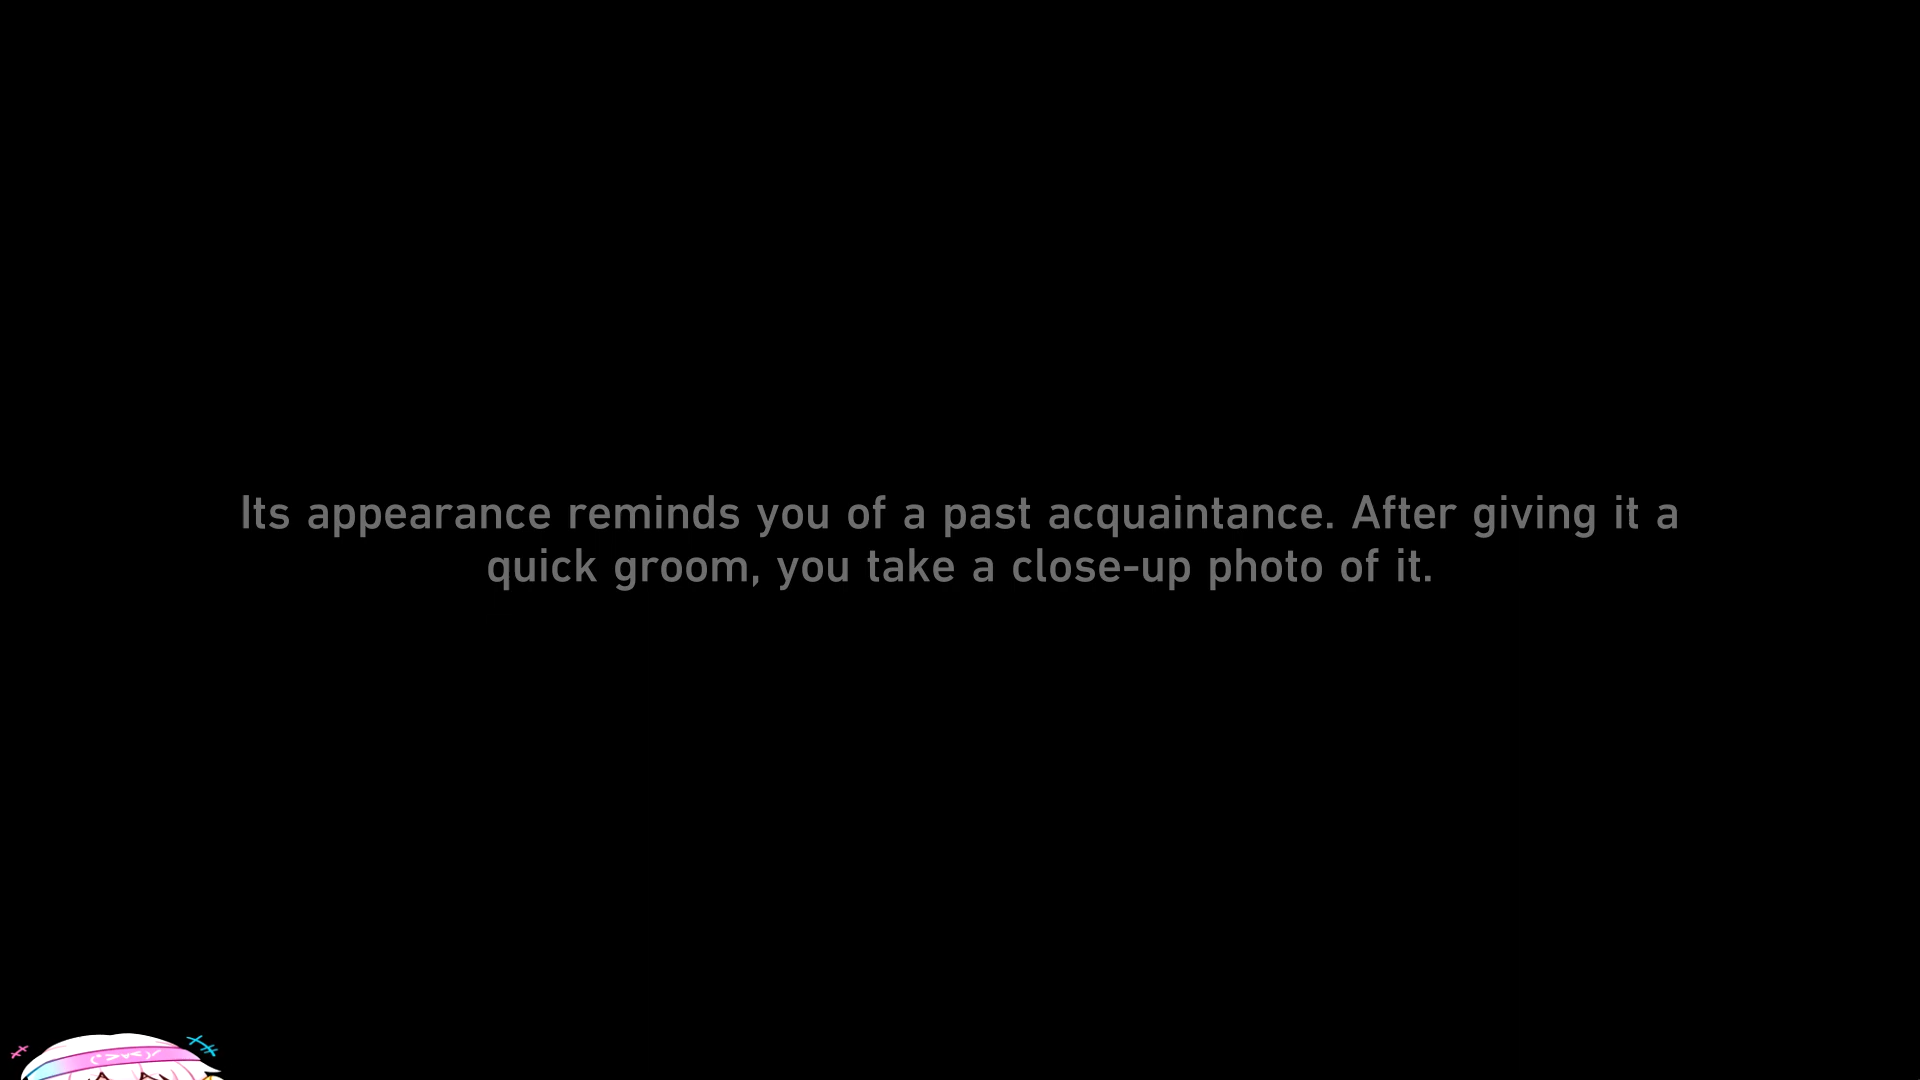 Its appearance reminds you of a past acquaintance. After giving it a
quick groom, you take a close-up photo of it.